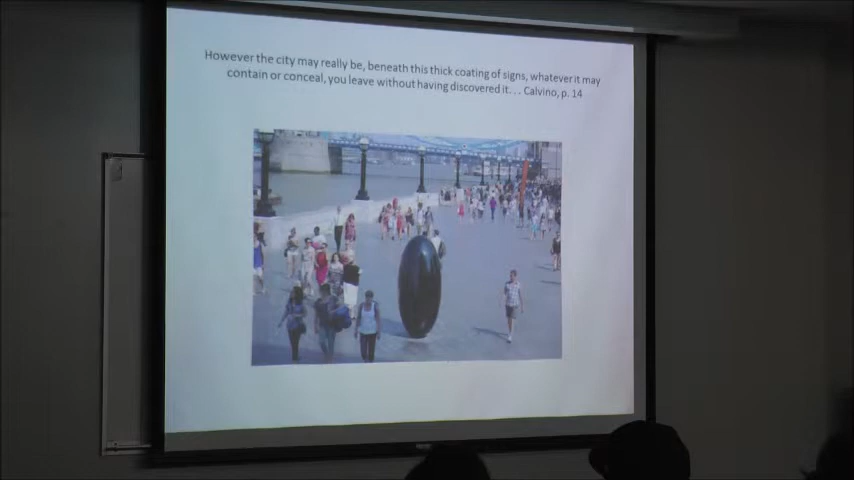 However the city may really be, beneath this thick coating of signs, whatever it may
contain or conceal, you leave without having discovered it. . . Calvino, p. 14